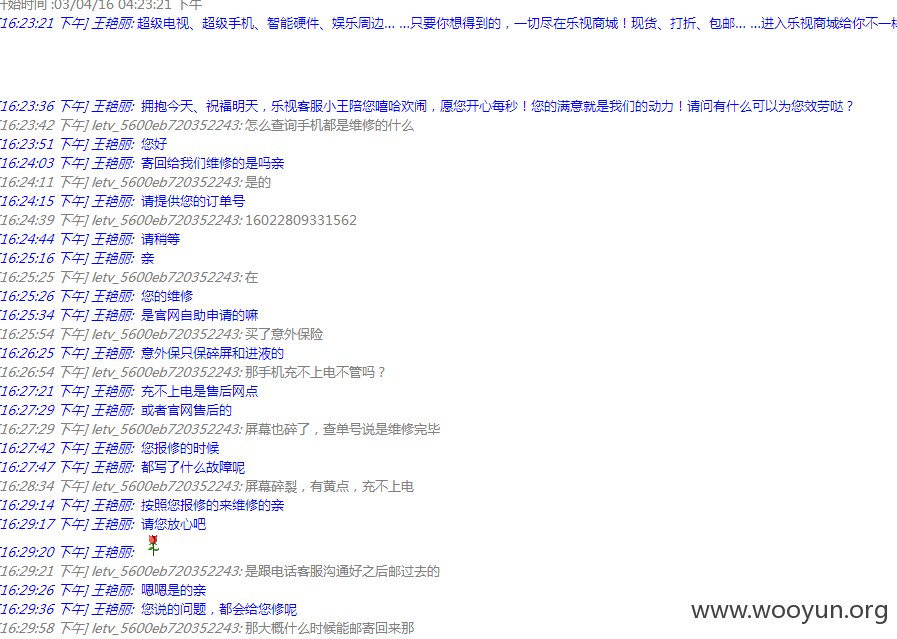 开始时间 :03/04/16 04:23:21 下午
[16:23:21 下午] 王艳丽: 超级电视、超级手机、智能硬件、娱乐周边... ...只要你想得到的，一切尽在乐视商城！现货、打折、包邮... ...进入乐视商城给你不一
[16:23:36 下午] 王艳丽: 拥抱今天、祝福明天，乐视客服小王陪您嘻哈欢闹，愿您开心每秒！您的满意就是我们的动力！请问有什么可以为您效劳哒？
[16:23:42 下午] letv_5600eb720352243: 怎么查询手机都是维修的什么
[16:23:51 下午] 王艳丽: 您好
[16:24:03 下午] 王艳丽: 寄回给我们维修的是吗亲
[16:24:11 下午] letv_5600eb720352243: 是的
[16:24:15 下午] 王艳丽: 请提供您的订单号
[16:24:39 下午] letv_5600eb720352243: 16022809331562
[16:24:44 下午] 王艳丽: 请稍等
[16:25:16 下午] 王艳丽: 亲
[16:25:25 下午] letv_5600eb720352243: 在
[16:25:26 下午] 王艳丽: 您的维修
[16:25:34 下午] 王艳丽: 是官网自助申请的嘛
[16:25:54 下午] letv_5600eb720352243: 买了意外保险
[16:26:25 下午] 王艳丽: 意外保只保碎屏和进液的
[16:26:54 下午] letv_5600eb720352243: 那手机充不上电不管吗？
[16:27:21 下午] 王艳丽: 充不上电是售后网点
[16:27:29 下午] 王艳丽: 或者官网售后的
[16:27:29 下午] letv_5600eb720352243: 屏幕也碎了，查单号说是维修完毕
[16:27:42 下午] 王艳丽: 您报修的时候
[16:27:47 下午] 王艳丽: 都写了什么故障呢
[16:28:34 下午] letv_5600eb720352243: 屏幕碎裂，有黄点，充不上电
[16:29:14 下午] 王艳丽: 按照您报修的来维修的亲
[16:29:17 下午] 王艳丽: 请您放心吧
[16:29:20 下午] 王艳丽:
[16:29:21 下午] letv_5600eb720352243: 是跟电话客服沟通好之后邮过去的
[16:29:26 下午] 王艳丽: 嗯嗯是的亲
[16:29:36 下午] 王艳丽: 您说的问题，都会给您修呢
[16:29:58 下午] letv_5600eb720352243: 那大概什么时候能邮寄回来那
www.wooyun.org